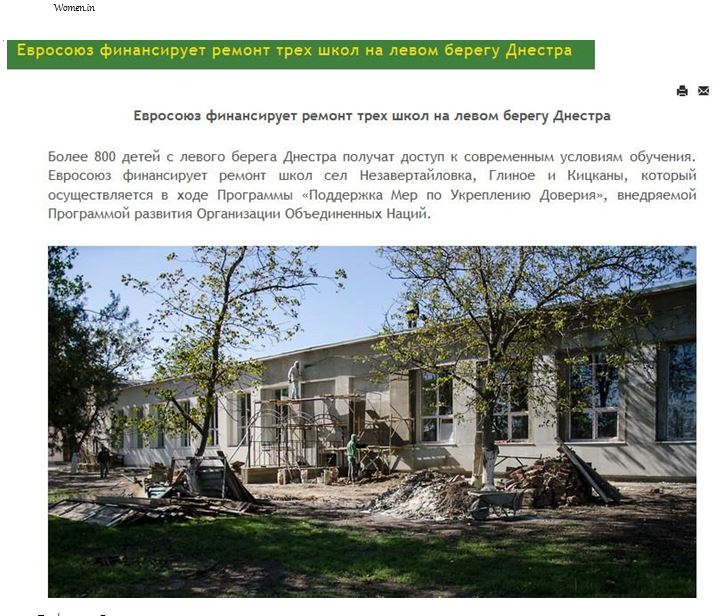 Women.in
Евросоюз финансирует ремонт трех школ на левом берегу Днестра
Евросоюз финансирует ремонт трех школ на левом берегу Днестра
Более 800 детей с левого берега Днестра получат доступ к современным условиям обучения.
Евросоюз финансирует ремонт школ сел Незавертайловка, Глиное и Кицканы, который
осуществляется в ходе Программы «Поддержка Мер по Укреплению Доверия», внедряемой
Программой развития Организации Объединенных Наций.